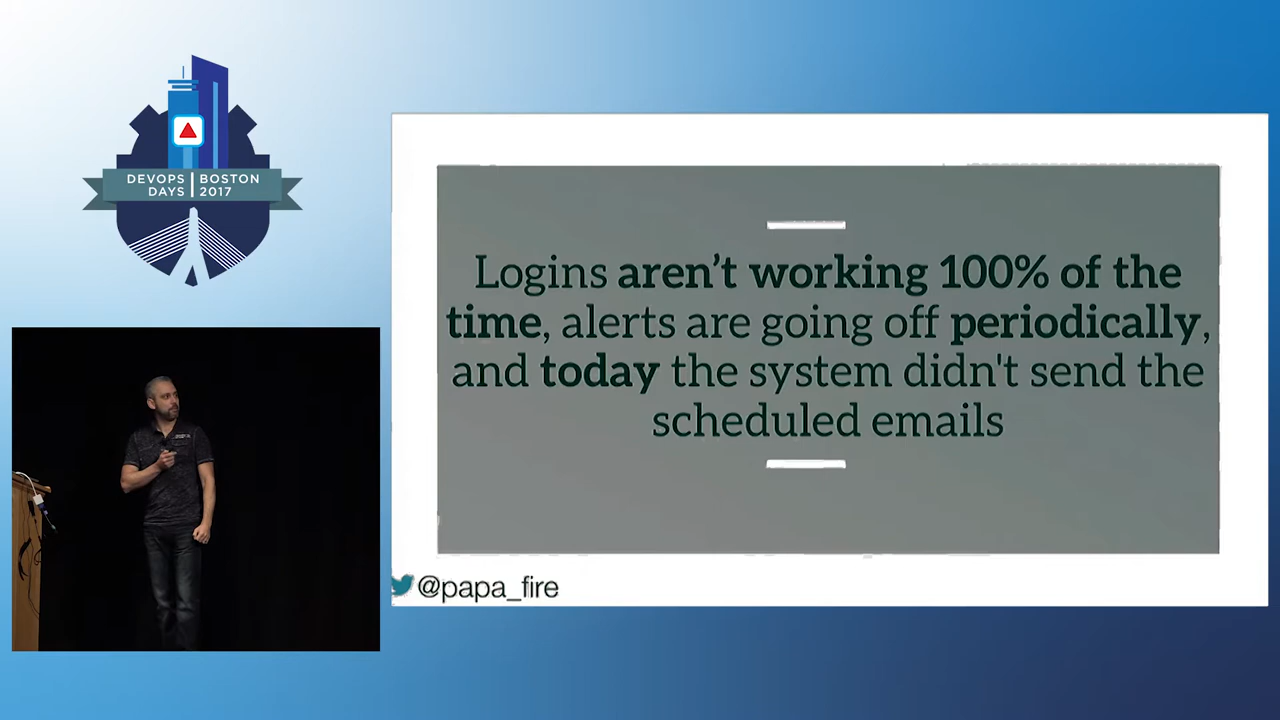 DEVOPS BOSTON
DAYS 2017
Logins aren’t working 100% of the
time, alerts are going off periodically,
and today the system didn't send the
scheduled emails
@papa_fire